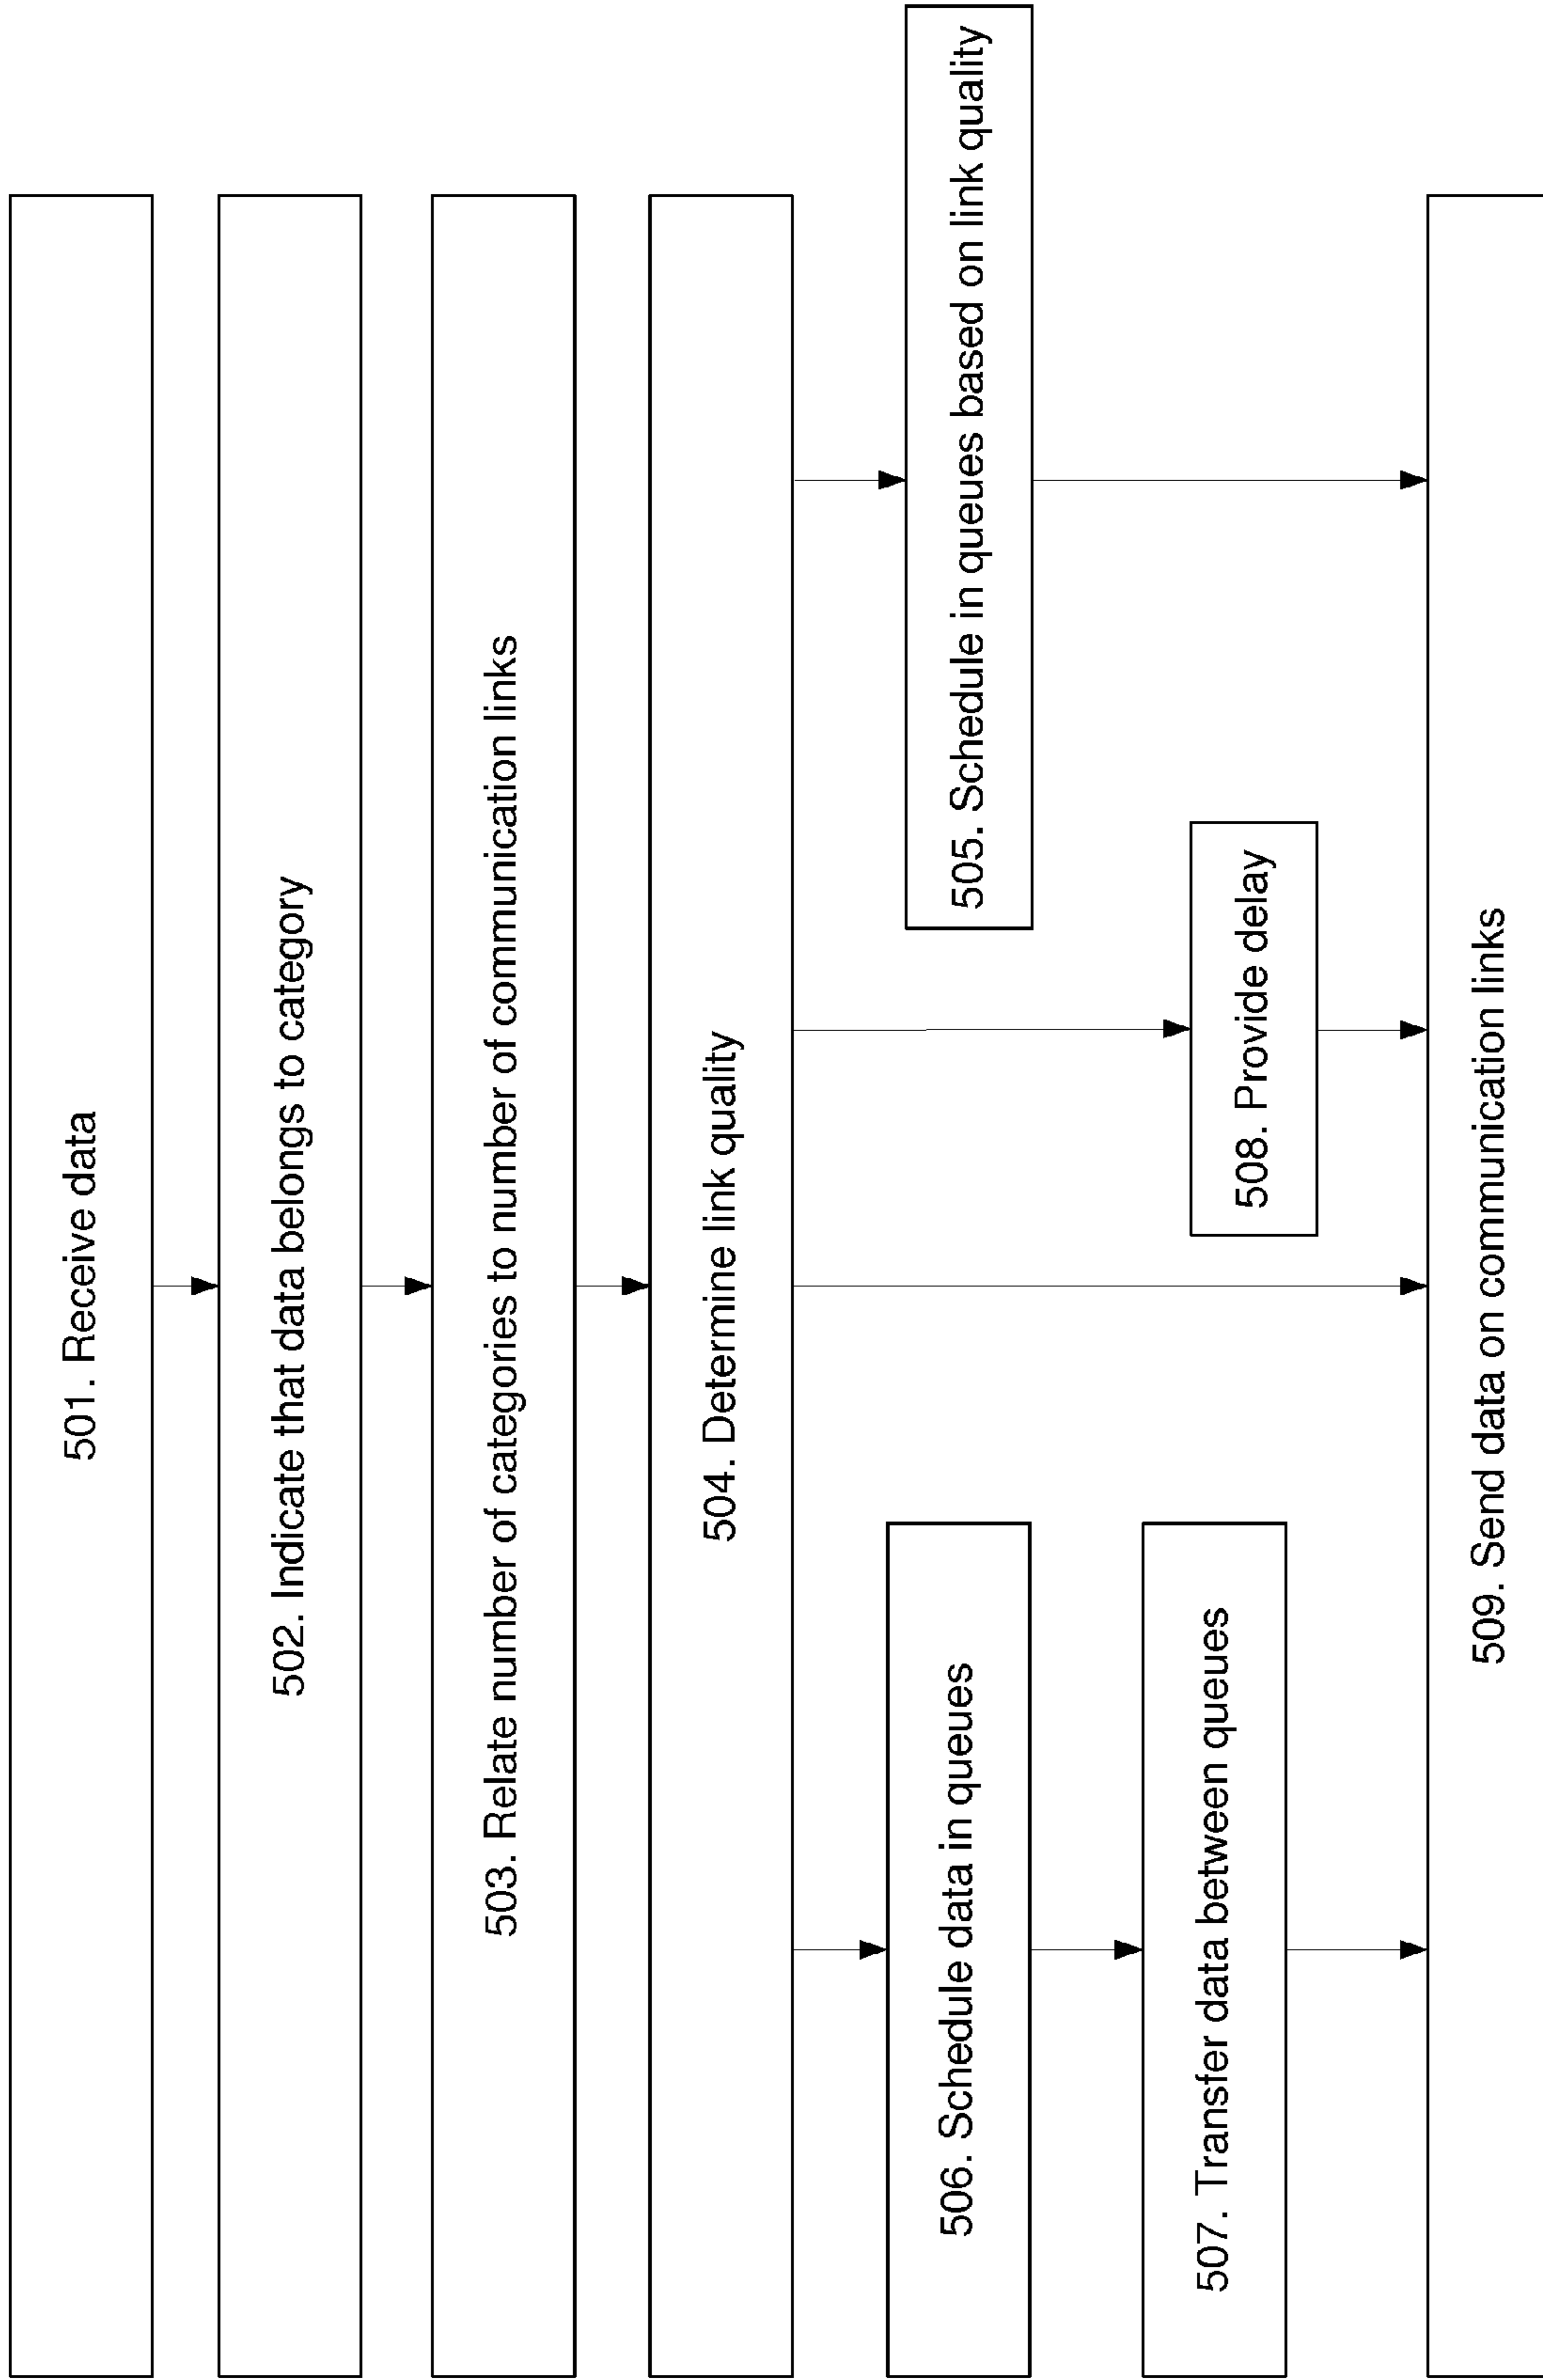 501. Receive data
502. Indicate that data belongs to category
503. Relate number of categories to number of communication links
504. Determine link quality
505. Schedule in queues based on link quality
506. Schedule data in queues
507. Transfer data between queues
508. Provide delay
509. Send data on communication links